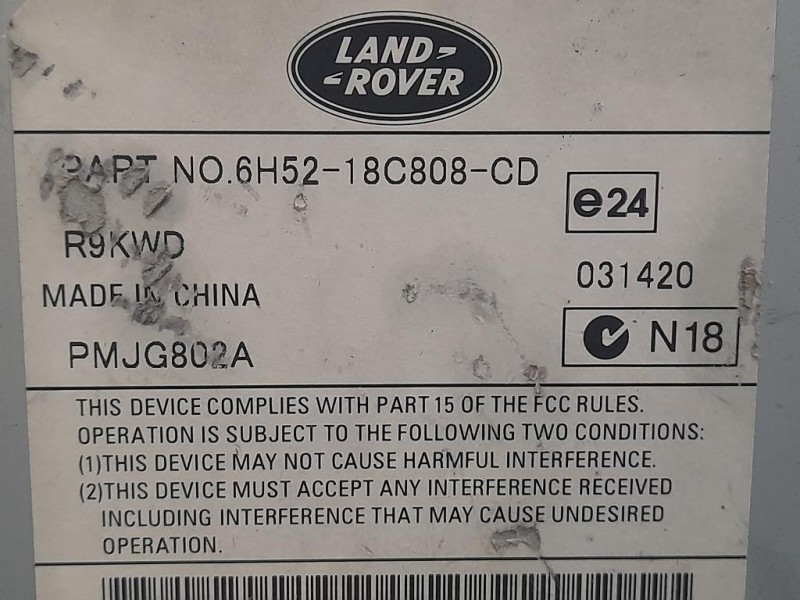 LAND-
-ROVER
PART NO.6H52-18C808-CD
e24
R9KWD
031420
MADE IN CHINA
N18
PMJG802A
THIS DEVICE COMPLIES WITH PART 15 OF THE FCC RULES.
OPERATION IS SUBJECT TO THE FOLLOWING TWO CONDITIONS:
(1)THIS DEVICE MAY NOT CAUSE HARMFUL INTERFERENCE.
(2)THIS DEVICE MUST ACCEPT ANY INTERFERENCE RECEIVED
INCLUDING INTERFERENCE THAT MAY CAUSE UNDESIRED
OPERATION.